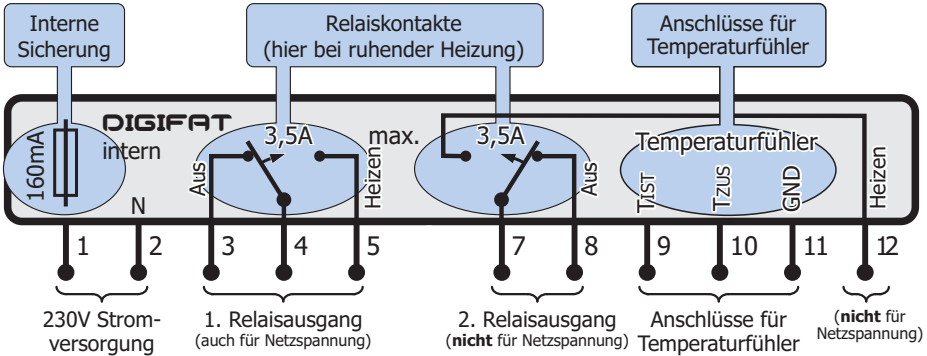 Interne
Sicherung
Relaiskontakte
(hier bei ruhender Heizung)
Anschlüsse für
Temperaturfühler
DIGIFAT
intern
160mA
N
3,5A
max.
3,5A
Aus
Heizen
Aus
Temperaturfühler
TIST
TZUS
GND
Heizen
1 2 3 4 5 7 8 9 10 11 12
230V Strom-
versorgung
1. Relaisausgang
(auch für Netzspannung)
2. Relaisausgang
(nicht für Netzspannung)
Anschlüsse für
Temperaturfühler
(nicht für
Netzspannung)